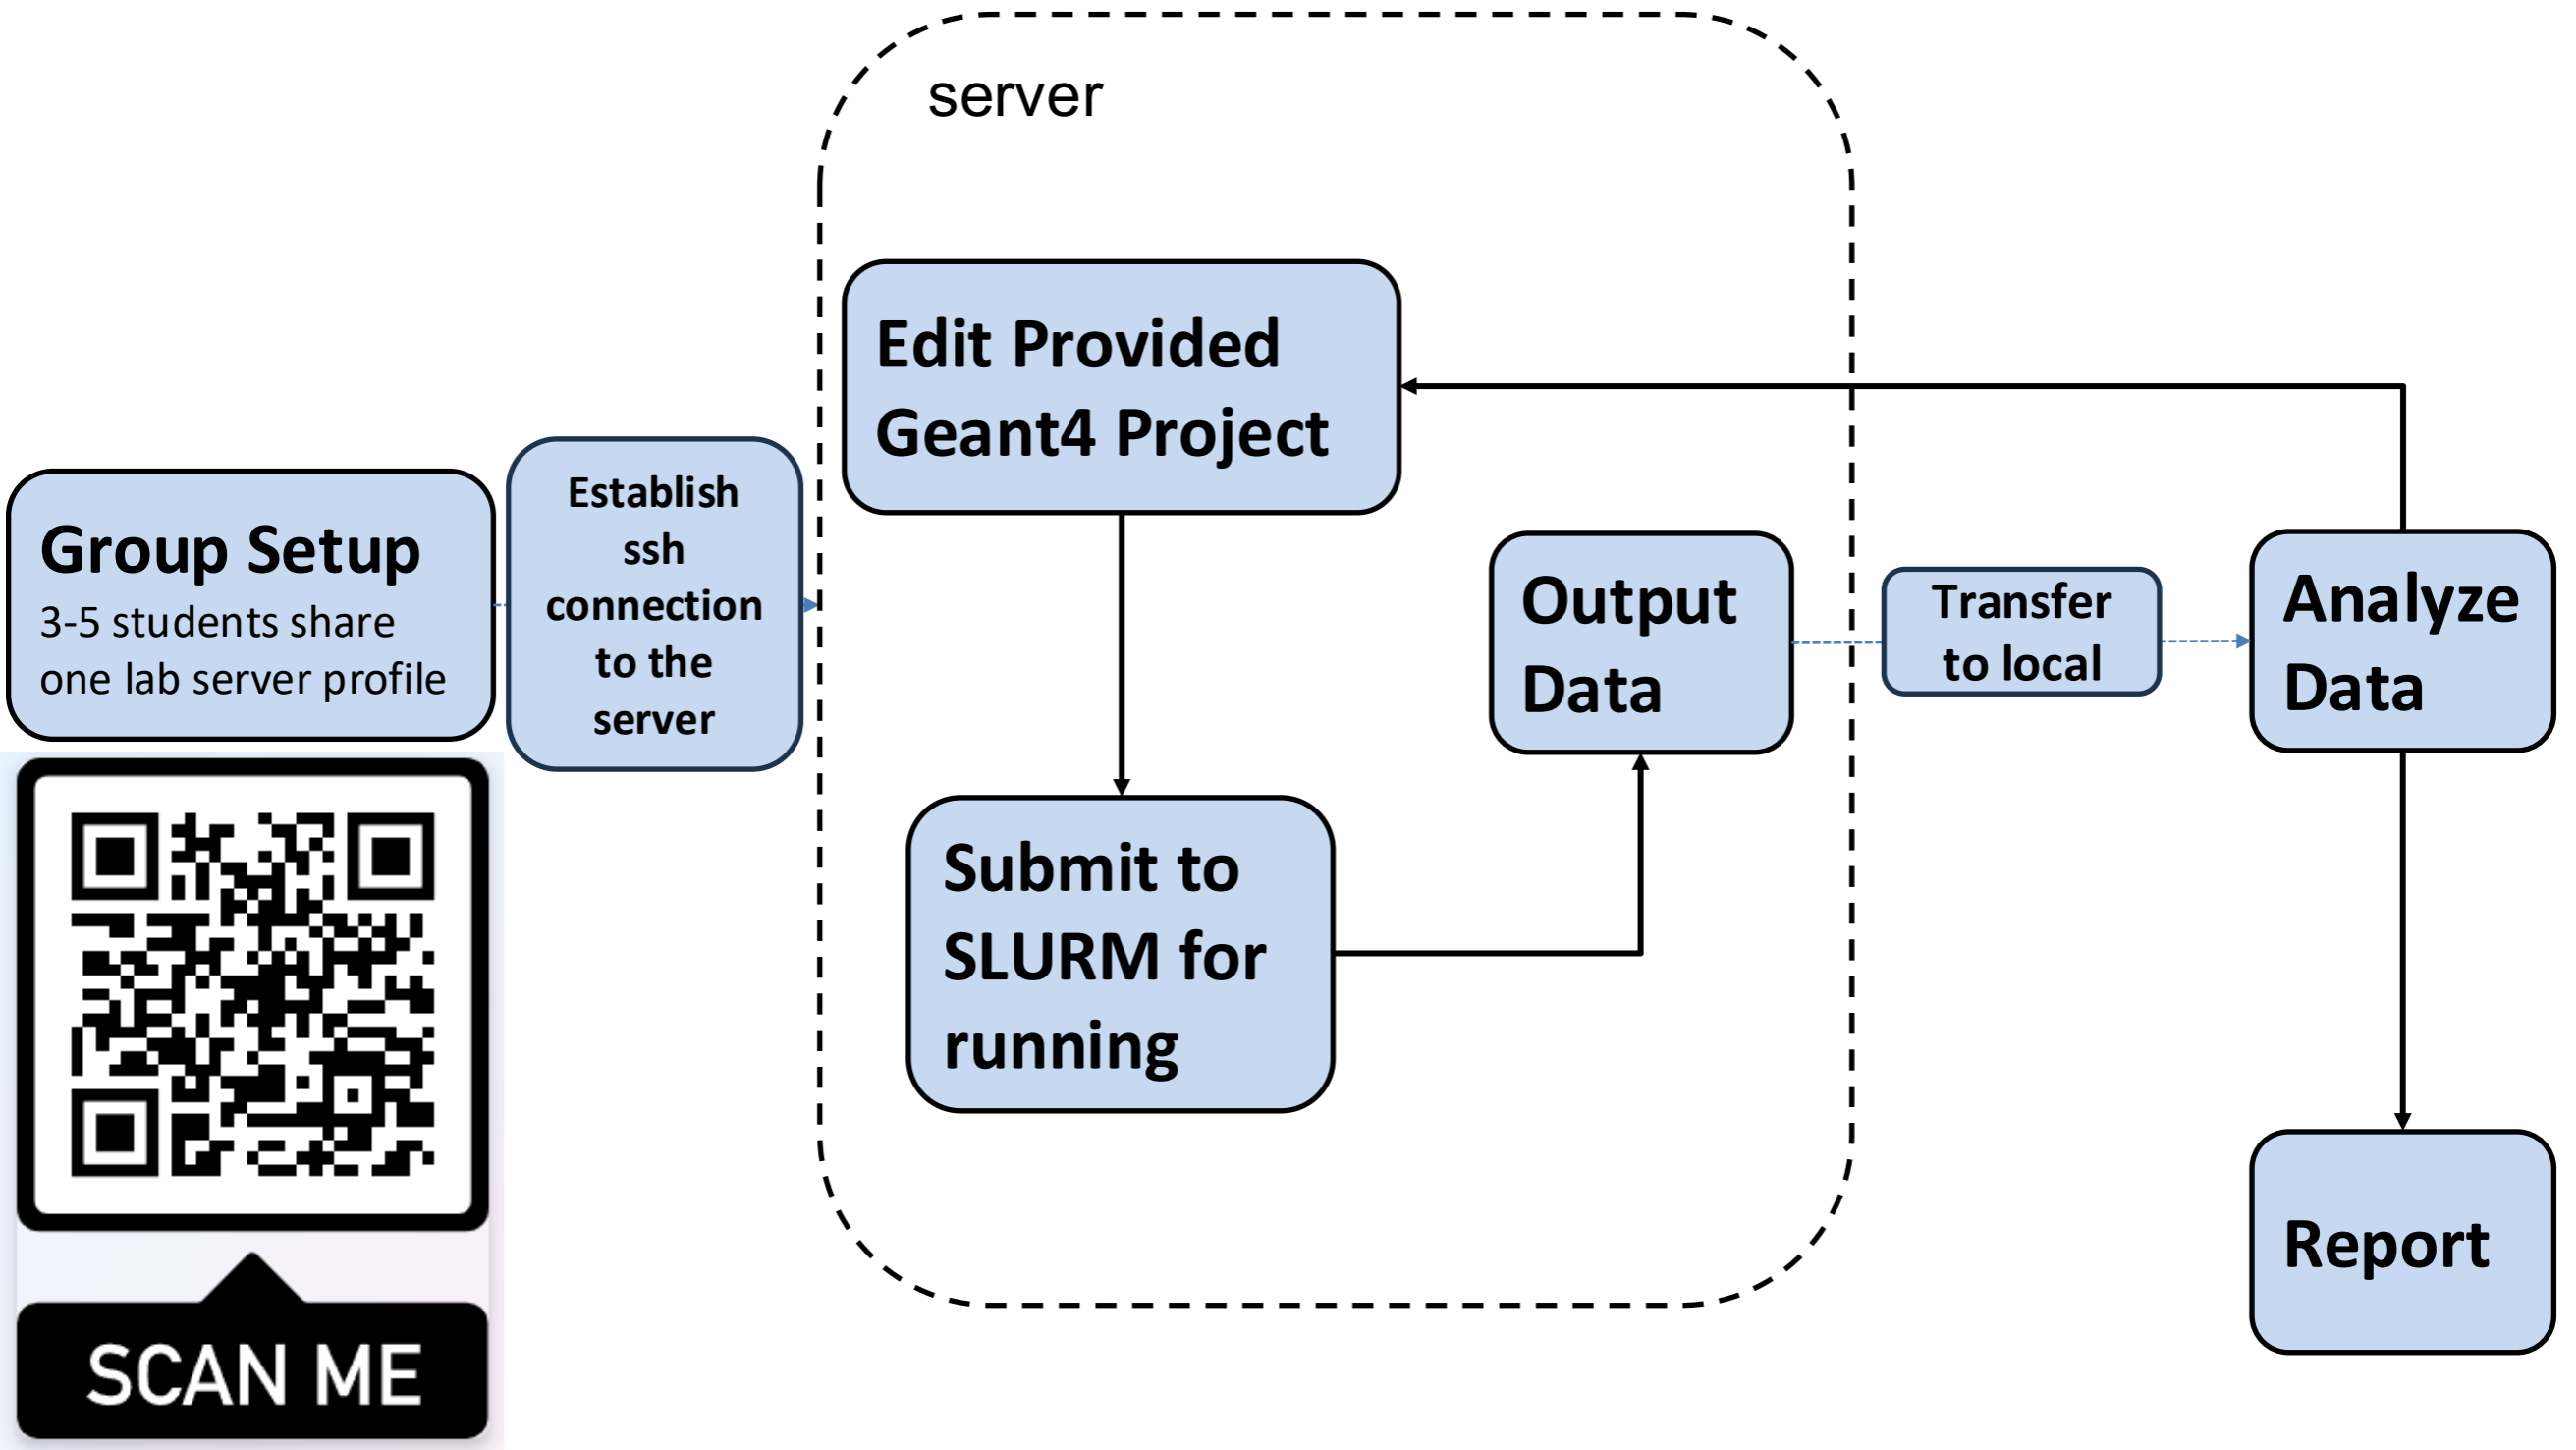 server
Edit Provided
Geant4 Project
Group Setup
3-5 students share
one lab server profile
Establish
ssh
connection
to the
server
Output
Data
Transfer
to local
Analyze
Data
Submit to
SLURM for
running
Report
SCAN ME